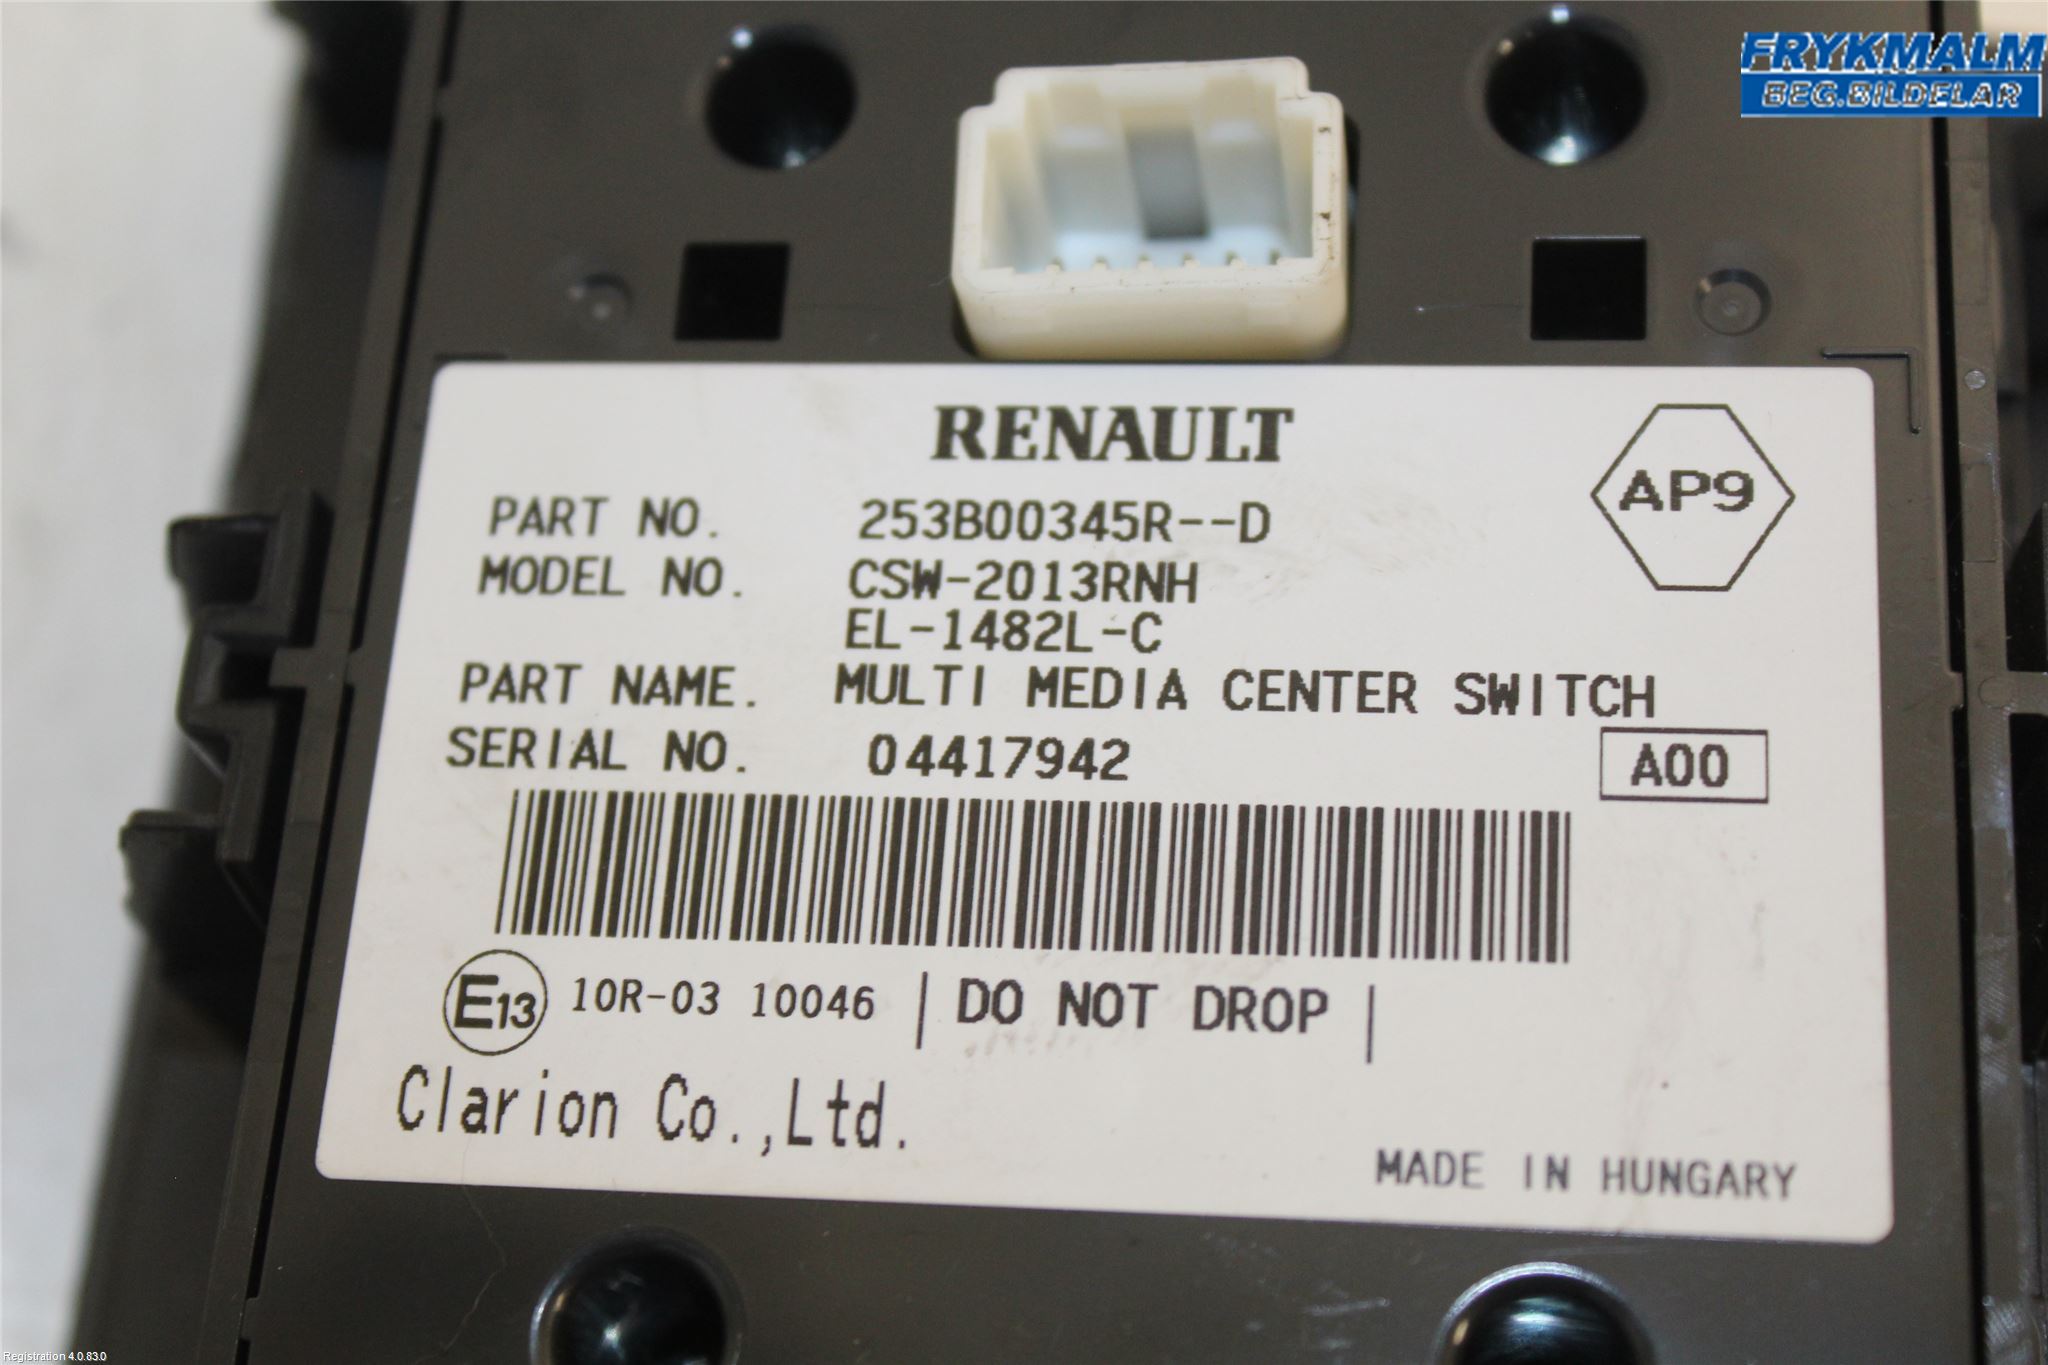 FRYKMALM
BEG.BILDELAR
RENAULT
AP9
PART NO. 253B00345R--D
MODEL NO. CSW-2013RNH
EL-1482L-C
PART NAME. MULTI MEDIA CENTER SWITCH
SERIAL NO. 04417942
A00
E13 10R-03 10046 | DO NOT DROP |
Clarion Co.,Ltd.
MADE IN HUNGARY
Registration 4.0.83.0